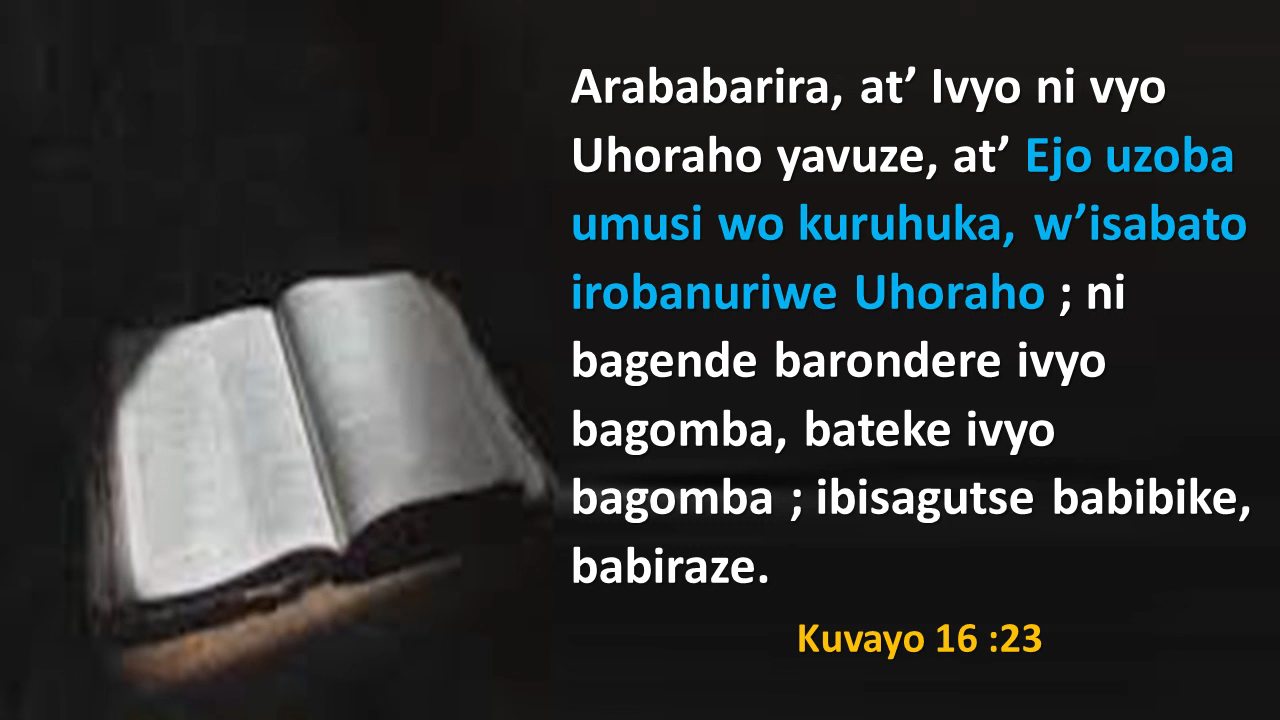 Arababarira, at’ Ivyo ni vyo
Uhoraho yavuze, at’ Ejo uzoba
umusi wo kuruhuka, w’isabato
irobanuriwe Uhoraho ; ni
bagende barondere ivyo
bagomba, bateke ivyo
bagomba ; ibisagutse babibike,
babiraze.
Kuvayo 16 :23